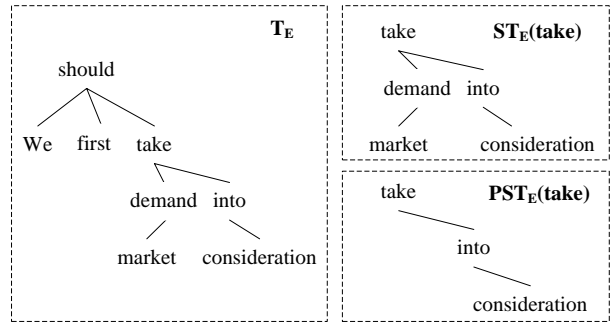 T_E
should
We first take
demand into
market consideration
take ST_E(take)
demand into
market consideration
take PST_E(take)
into
consideration